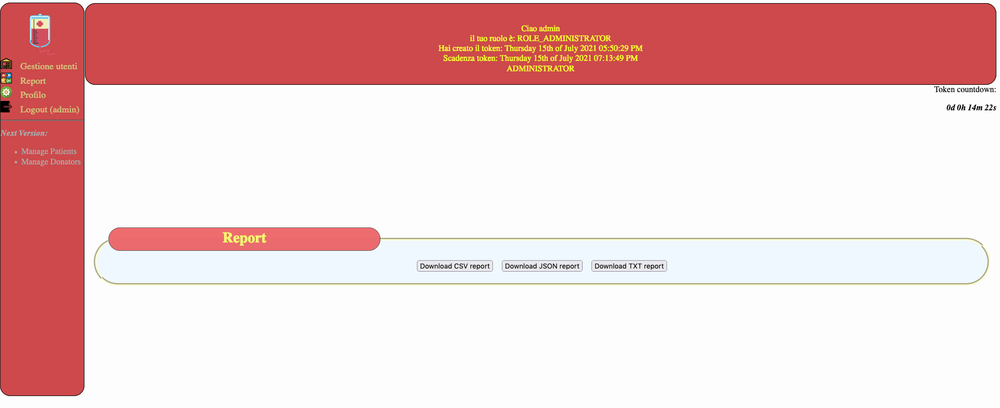 Gestione utenti
Report
Profilo
Logout (admin)
Next Version:
Manage Patients
Manage Donators
Ciao admin
il tuo ruolo è: ROLE_ADMINISTRATOR
Hai creato il token: Thursday 15th of July 2021 05:50:29 PM
Scadenza token: Thursday 15th of July 2021 07:13:49 PM
ADMINISTRATOR
Token countdown:
0d 0h 14m 22s
Report
Download CSV report Download JSON report Download TXT report